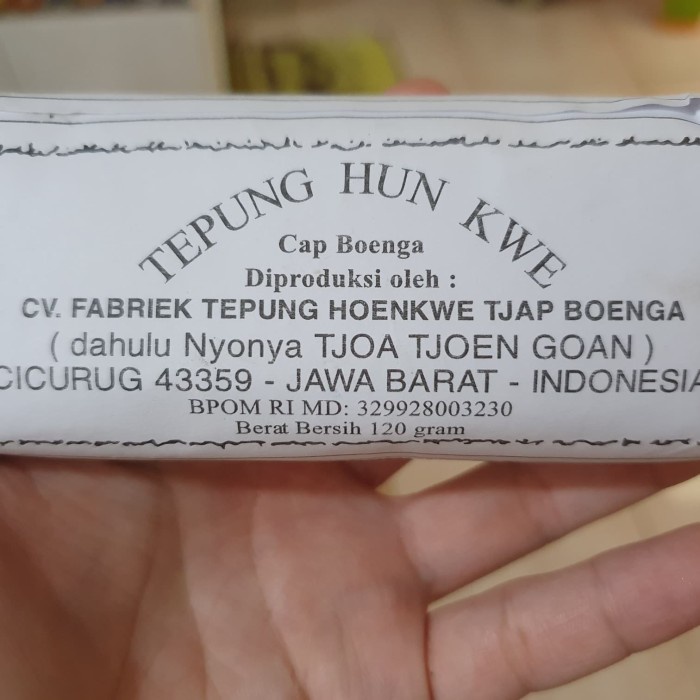 TEPUNG HUN KWE
Cap Boenga
Diproduksi oleh :
CV. FABRIEK TEPUNG HOENKWE TJAP BOENGA
( dahulu Nyonya TJOA TJOEN GOAN )
CICURUG 43359 - JAWA BARAT - INDONESIA
BPOM RI MD: 329928003230
Berat Bersih 120 gram